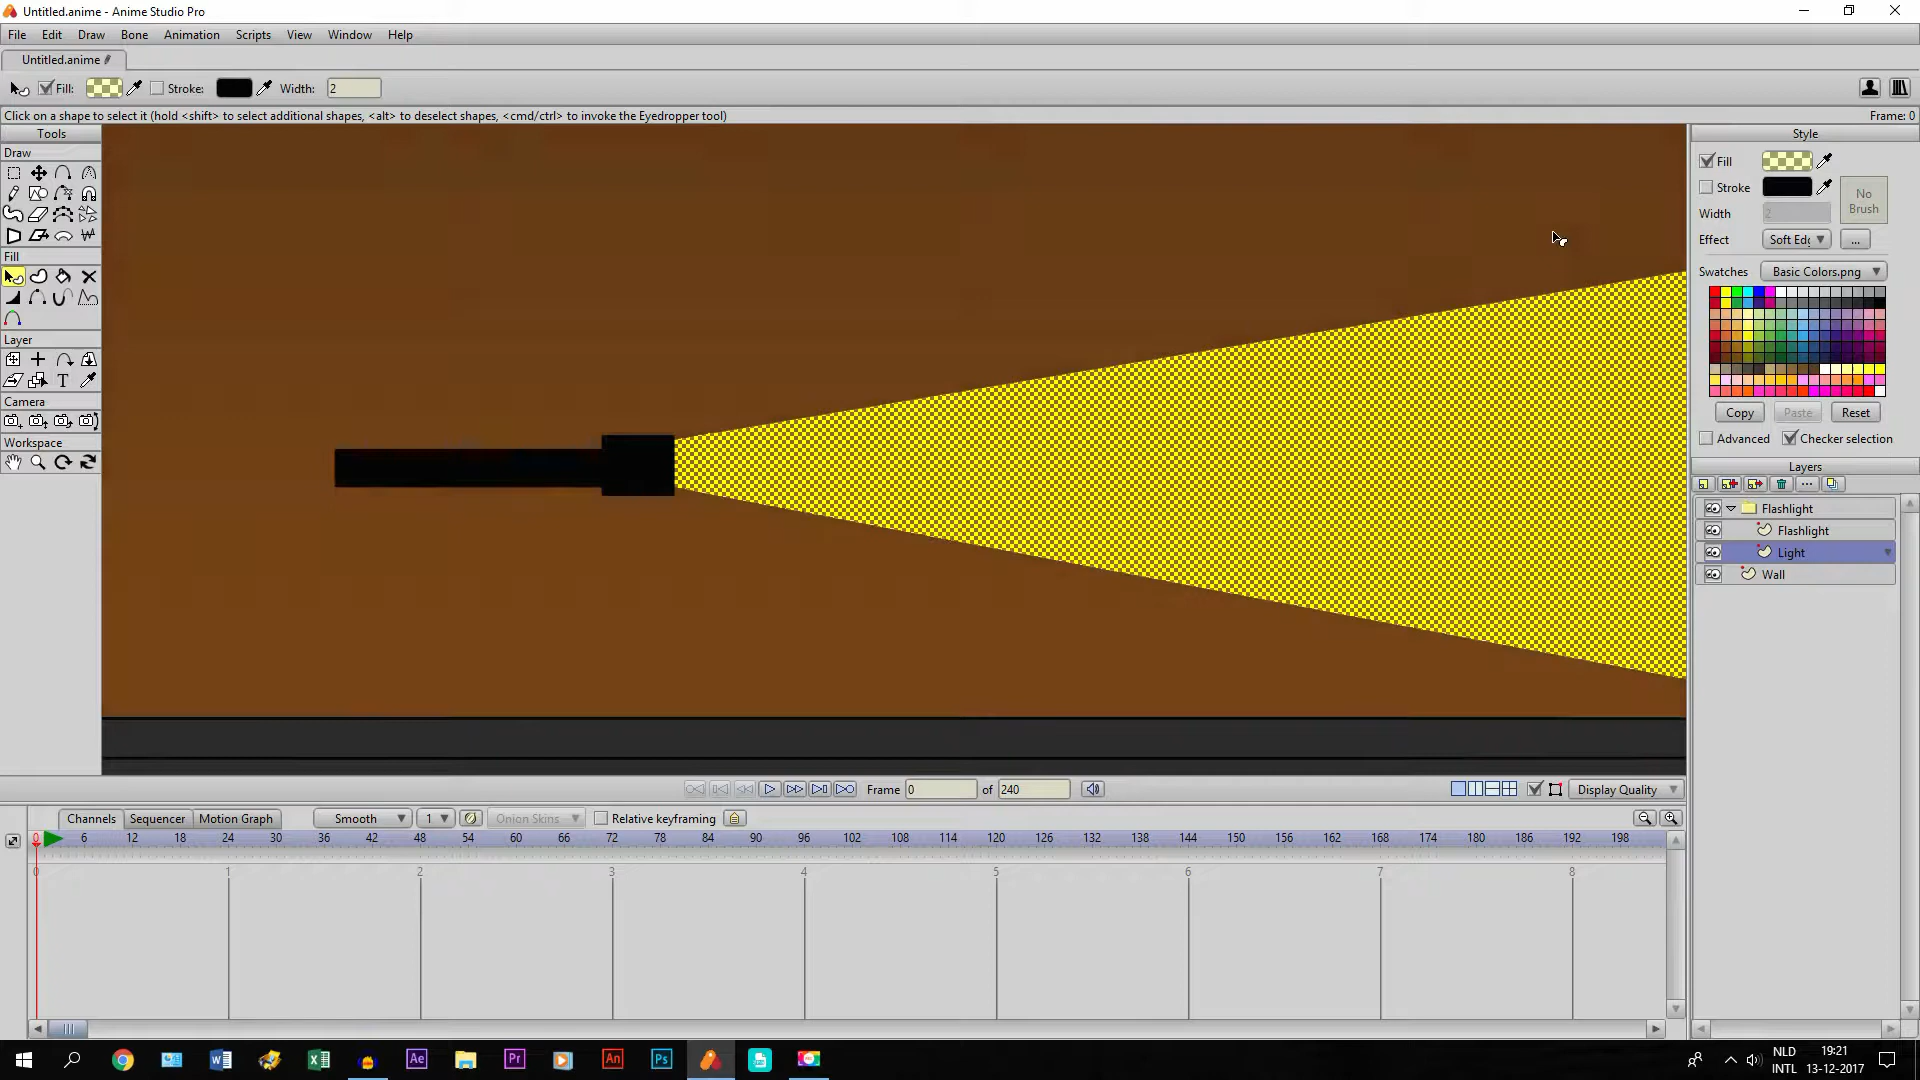 Untitled.anime - Anime Studio Pro
File Edit Draw Bone Animation Scripts View Window Help
Untitled.anime
Fill: Stroke: Width: 2
Click on a shape to select it (hold <shift> to select additional shapes, <alt> to deselect shapes, <cmd/ctrl> to invoke the Eyedropper tool) Frame: 0
Tools
Draw
Fill
Layer
T
Camera
Workspace
Style
Fill
Stroke
No
Brush
Width 2
Effect Soft Edg ...
Swatches Basic Colors.png
Copy Paste Reset
Advanced Checker selection
Layers
Flashlight
Flashlight
Light
Wall
Frame 0 of 240 Display Quality
Channels Sequencer Motion Graph Smooth 1 Onion Skins Relative keyframing
0 6 12 18 24 30 36 42 48 54 60 66 72 78 84 90 96 102 108 114 120 126 132 138 144 150 156 162 168 174 180 186 192 198
0 1 2 3 4 5 6 7 8
Ae Pr An Ps
NLD
INTL
19:21
13-12-2017